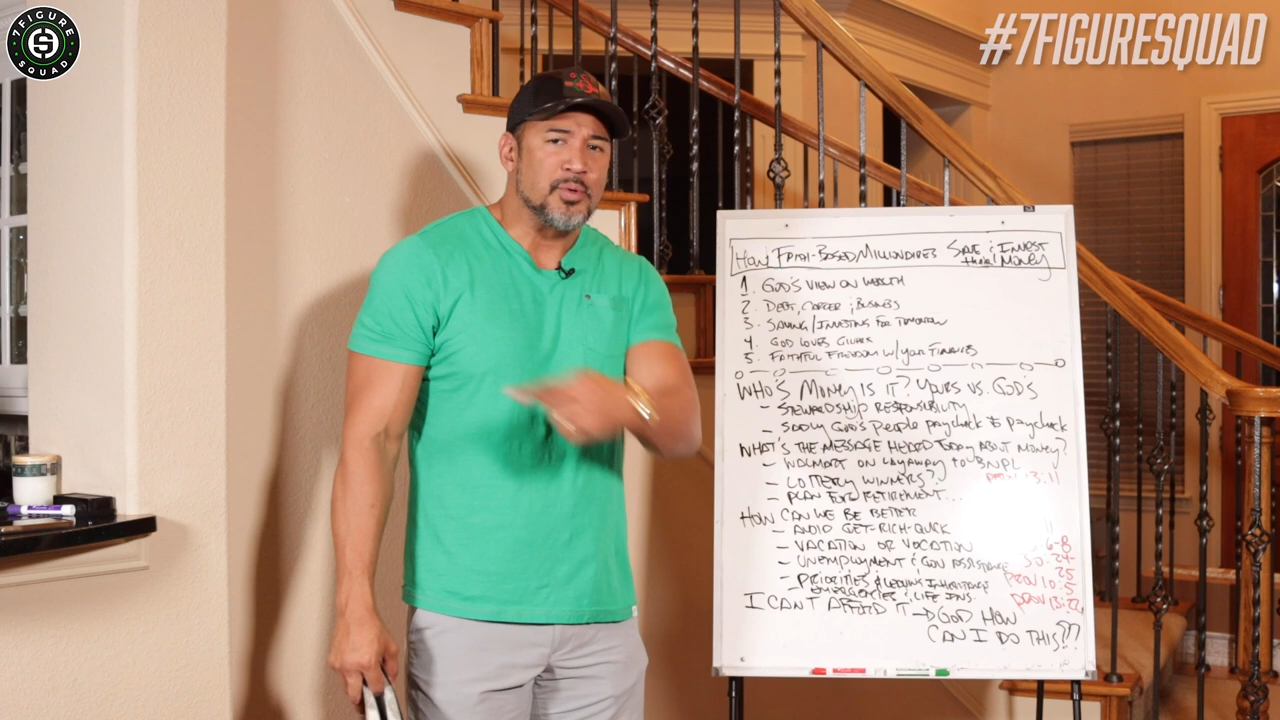 7FIGURE
SQUAD
#7FIGURESQUAD
HOW FAITH-BASED MILLIONAIRES SAVE & INVEST
their MONEY
1. GOD'S VIEW ON WEALTH
2. DEBT, CAREER & BUSINESS
3. SAVING/INVESTING FOR TOMORROW
4. GOD LOVES GIVERS
5. FAITHFUL FREEDOM W/YOUR FINANCES
WHO'S MONEY IS IT? YOURS VS. GOD'S
- STEWARDSHIP RESPONSIBILITY
- SADLY GOD'S PEOPLE PAYCHECK TO PAYCHECK
WHAT'S THE MESSAGE HEARD TODAY ABOUT MONEY?
- WALMART ON LAYAWAY TO BNPL
- LOTTERY WINNERS? 13:11
- PLAN FOR RETIREMENT...
HOW CAN WE BE BETTER
- AVOID GET-RICH-QUICK 11
- VACATION OR VOCATION 6-8
- UNEMPLOYMENT & GOV ASSISTANCE
25
- PRIORITIES & LEAVING INHERITANCE PROV 10:5
- EMERGENCIES & LIFE INS. PROV 13:22
I CAN'T AFFORD IT → GOD HOW
CAN I DO THIS??